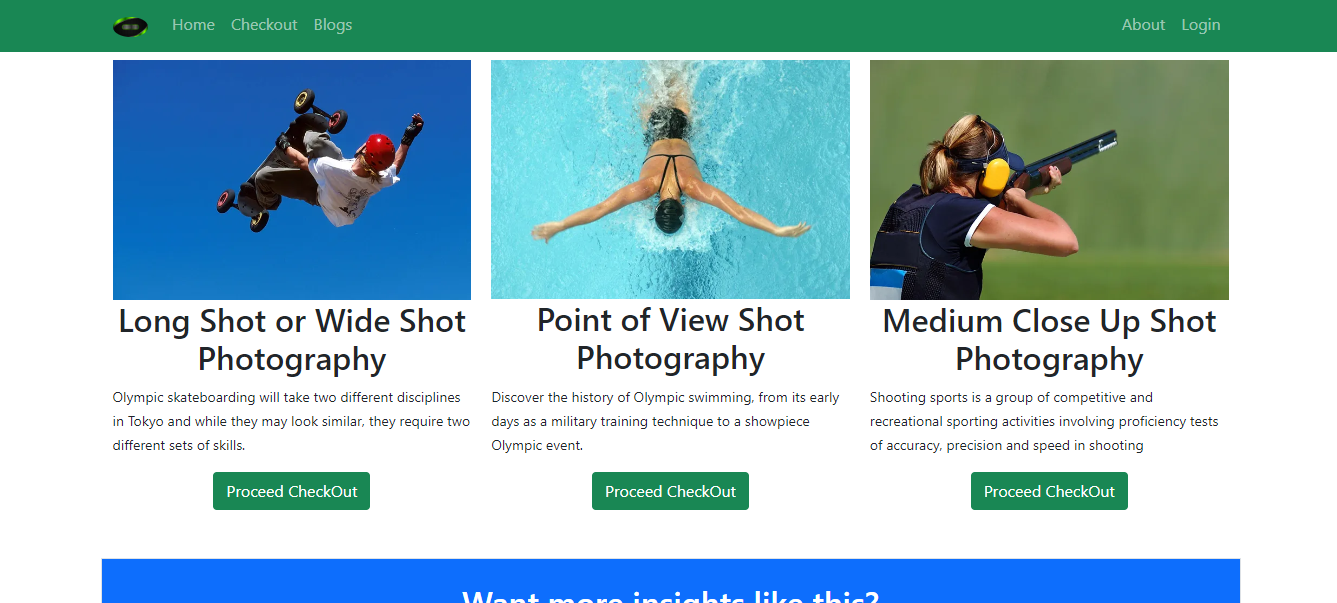 Home Checkout Blogs About Login
Long Shot or Wide Shot
Photography
Olympic skateboarding will take two different disciplines
in Tokyo and while they may look similar, they require two
different sets of skills.
Proceed CheckOut
Point of View Shot
Photography
Discover the history of Olympic swimming, from its early
days as a military training technique to a showpiece
Olympic event.
Proceed CheckOut
Medium Close Up Shot
Photography
Shooting sports is a group of competitive and
recreational sporting activities involving proficiency tests
of accuracy, precision and speed in shooting
Proceed CheckOut
Want more insights like this?